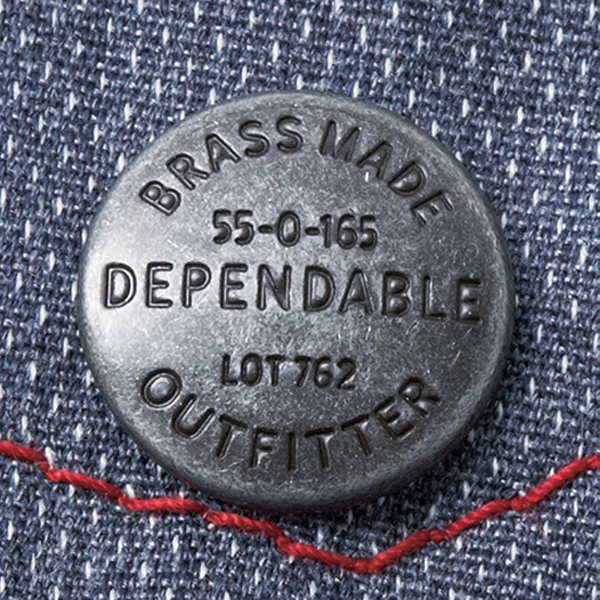 BRASS MADE
55-0-165
DEPENDABLE
LOT 762
OUTFITTER